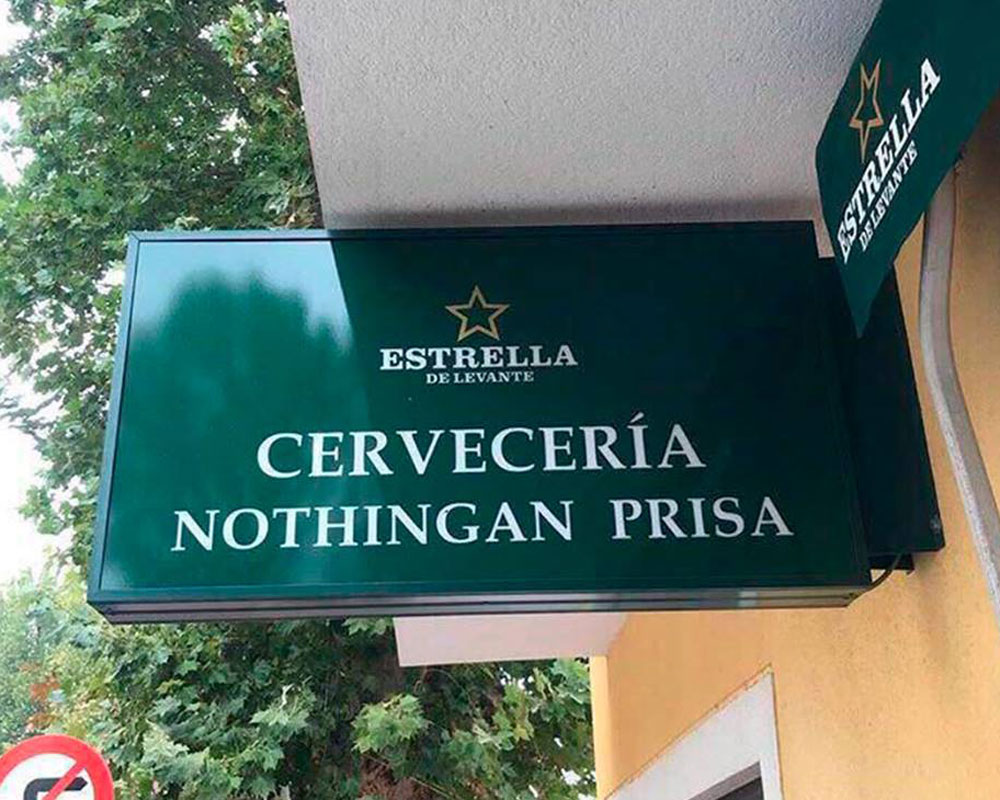 ESTRELLA
DE LEVANTE
CERVECERÍA
NOTHINGAN PRISA
ESTRELLA
DE LEVANTE